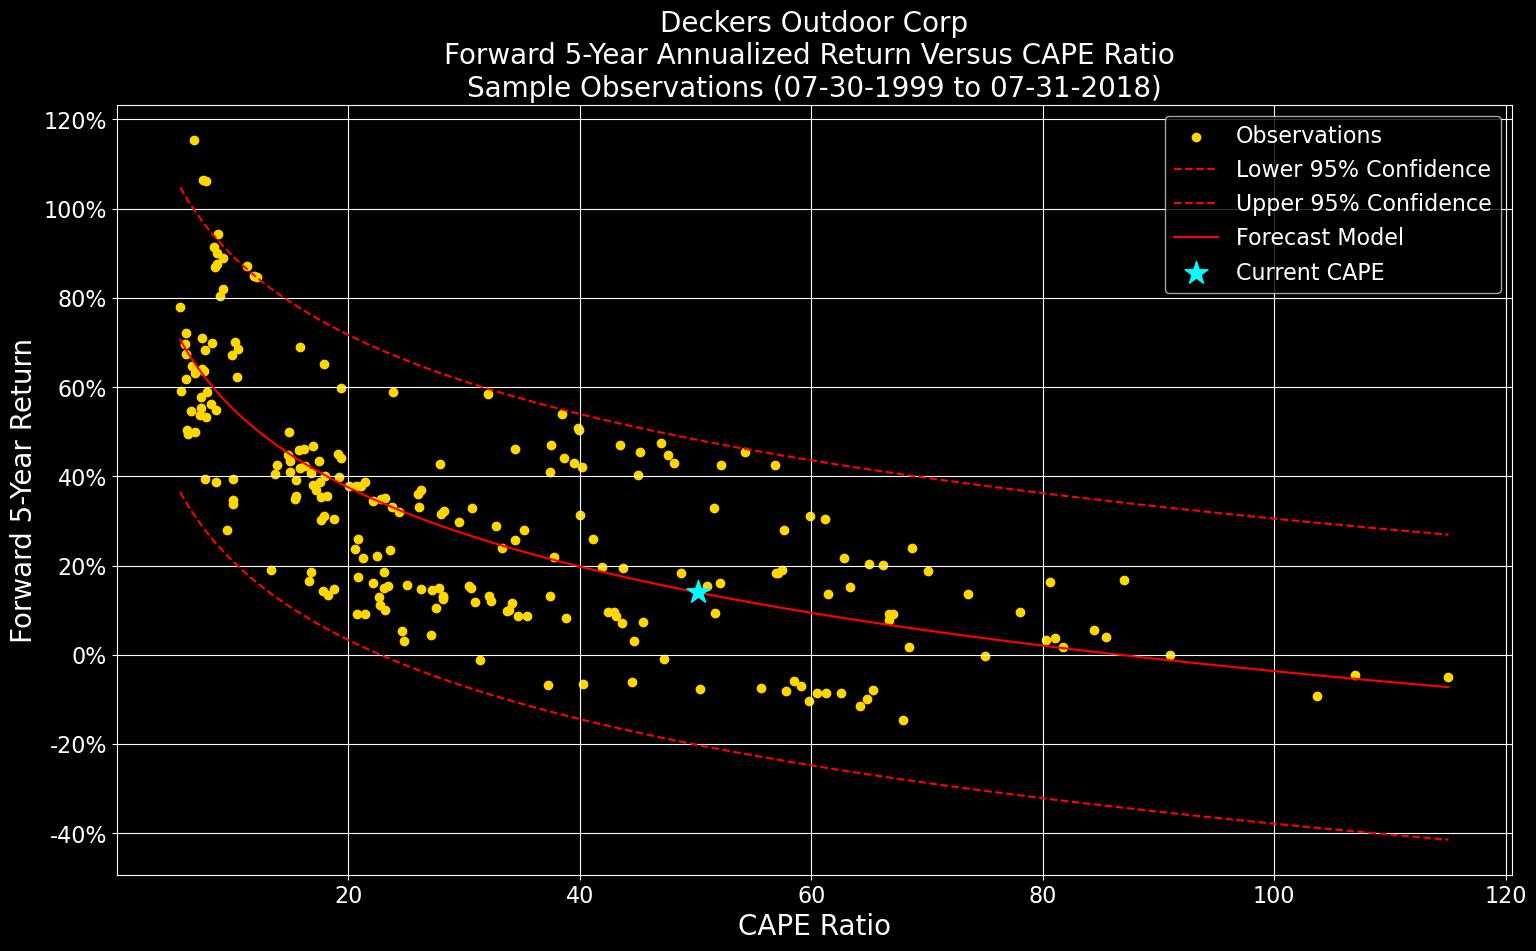 Deckers Outdoor Corp
Forward 5-Year Annualized Return Versus CAPE Ratio
Sample Observations (07-30-1999 to 07-31-2018)
Observations
Lower 95% Confidence
Upper 95% Confidence
Forecast Model
Current CAPE
Forward 5-Year Return
120%
100%
80%
60%
40%
20%
0%
-20%
-40%
20 40 60 80 100 120
CAPE Ratio